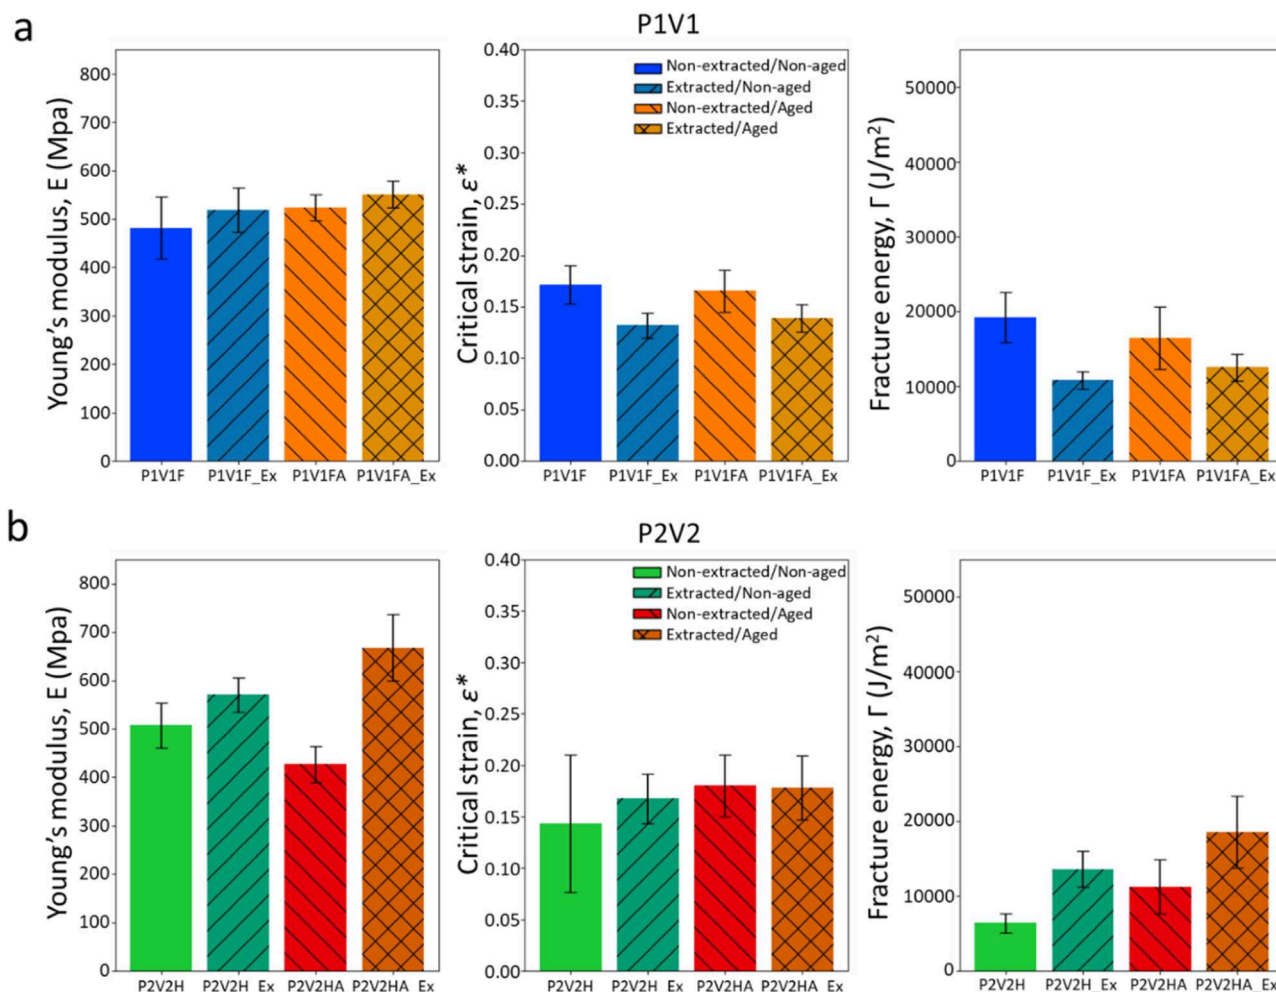 a
P1V1
Young's modulus, E (Mpa)
800
700
600
500
400
300
200
100
0
P1V1F P1V1F_Ex P1V1FA P1V1FA_Ex
Critical strain, ε*
0.40
0.35
0.30
0.25
0.20
0.15
0.10
0.05
0.00
Non-extracted/Non-aged
Extracted/Non-aged
Non-extracted/Aged
Extracted/Aged
P1V1F P1V1F_Ex P1V1FA P1V1FA_Ex
Fracture energy, Γ (J/m²)
50000
40000
30000
20000
10000
0
P1V1F P1V1F_Ex P1V1FA P1V1FA_Ex
b
P2V2
Young's modulus, E (Mpa)
800
700
600
500
400
300
200
100
0
P2V2H P2V2H_Ex P2V2HA P2V2HA_Ex
Critical strain, ε*
0.40
0.35
0.30
0.25
0.20
0.15
0.10
0.05
0.00
Non-extracted/Non-aged
Extracted/Non-aged
Non-extracted/Aged
Extracted/Aged
P2V2H P2V2H_Ex P2V2HA P2V2HA_Ex
Fracture energy, Γ (J/m²)
50000
40000
30000
20000
10000
0
P2V2H P2V2H_Ex P2V2HA P2V2HA_Ex